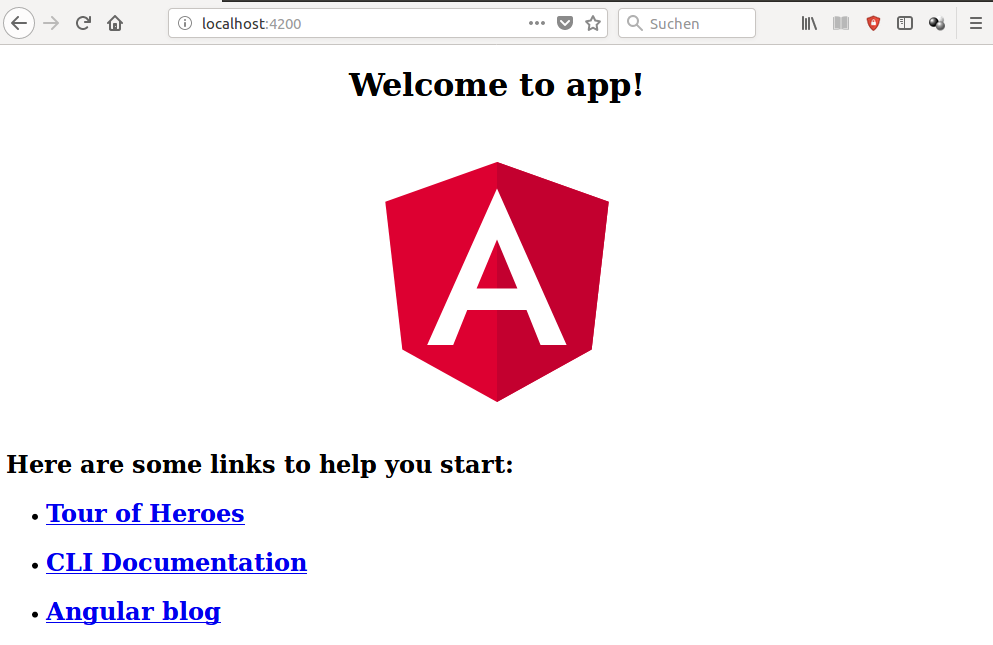 localhost:4200
Suchen
Welcome to app!
A
Here are some links to help you start:
Tour of Heroes
CLI Documentation
Angular blog